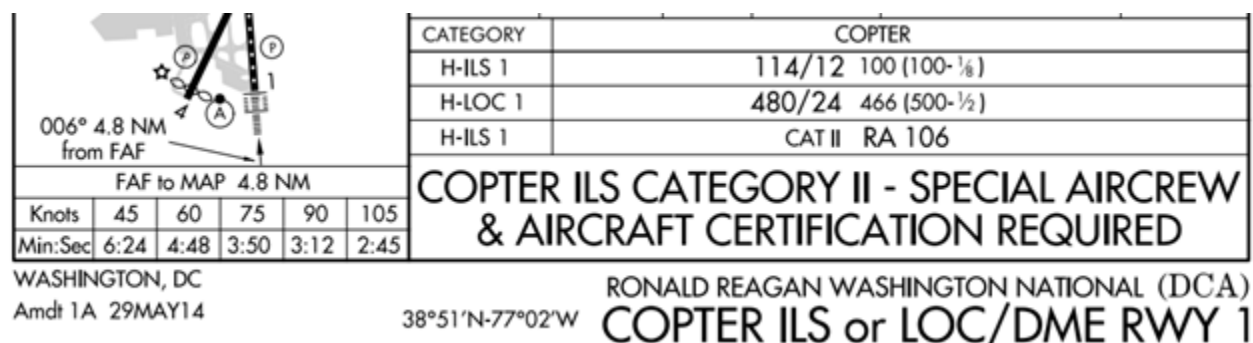 P
P
1
A
4
006° 4.8 NM
from FAF
FAF to MAP 4.8 NM
Knots 45 60 75 90 105
Min:Sec 6:24 4:48 3:50 3:12 2:45
CATEGORY COPTER
H-ILS 1 114/12 100 (100-⅛)
H-LOC 1 480/24 466 (500-½)
H-ILS 1 CAT II RA 106
COPTER ILS CATEGORY II - SPECIAL AIRCREW
& AIRCRAFT CERTIFICATION REQUIRED
WASHINGTON, DC
Amdt 1A 29MAY14
38°51'N-77°02'W
RONALD REAGAN WASHINGTON NATIONAL (DCA)
COPTER ILS or LOC/DME RWY 1